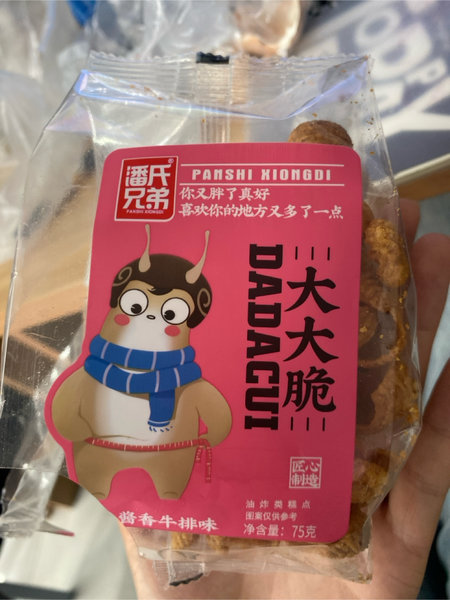 潘氏
兄弟®
PANSHI XIONGDI
PANSHI XIONGDI
你又胖了真好
喜欢你的地方又多了一点
大大脆
DADACUI
匠心
制造
酱香牛排味
油炸类糕点
图案仅供参考
净含量：75克